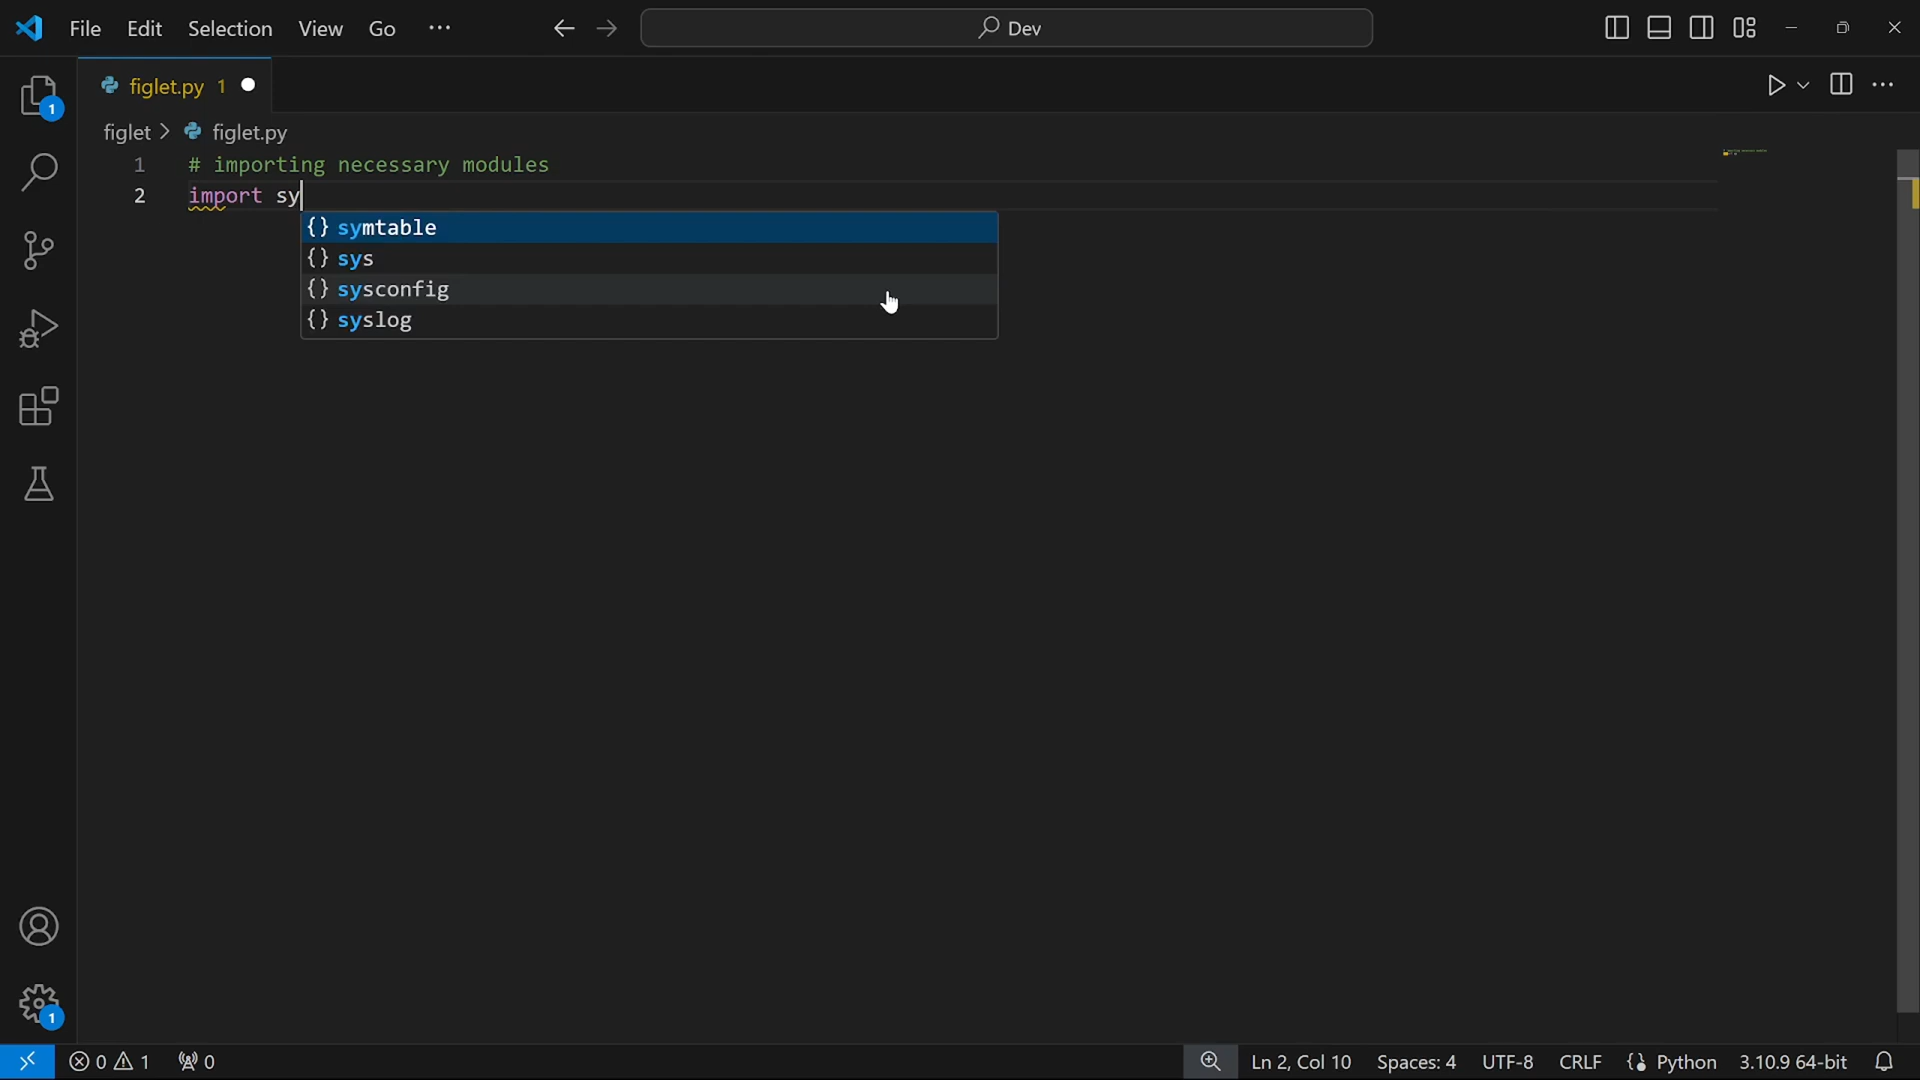 File Edit Selection View Go ··· Dev
figlet.py 1
figlet > figlet.py
1 # importing necessary modules
2 import sy
{} symtable
{} sys
{} sysconfig
{} syslog
1
1
0 1 0 Ln 2, Col 10 Spaces: 4 UTF-8 CRLF Python 3.10.9 64-bit